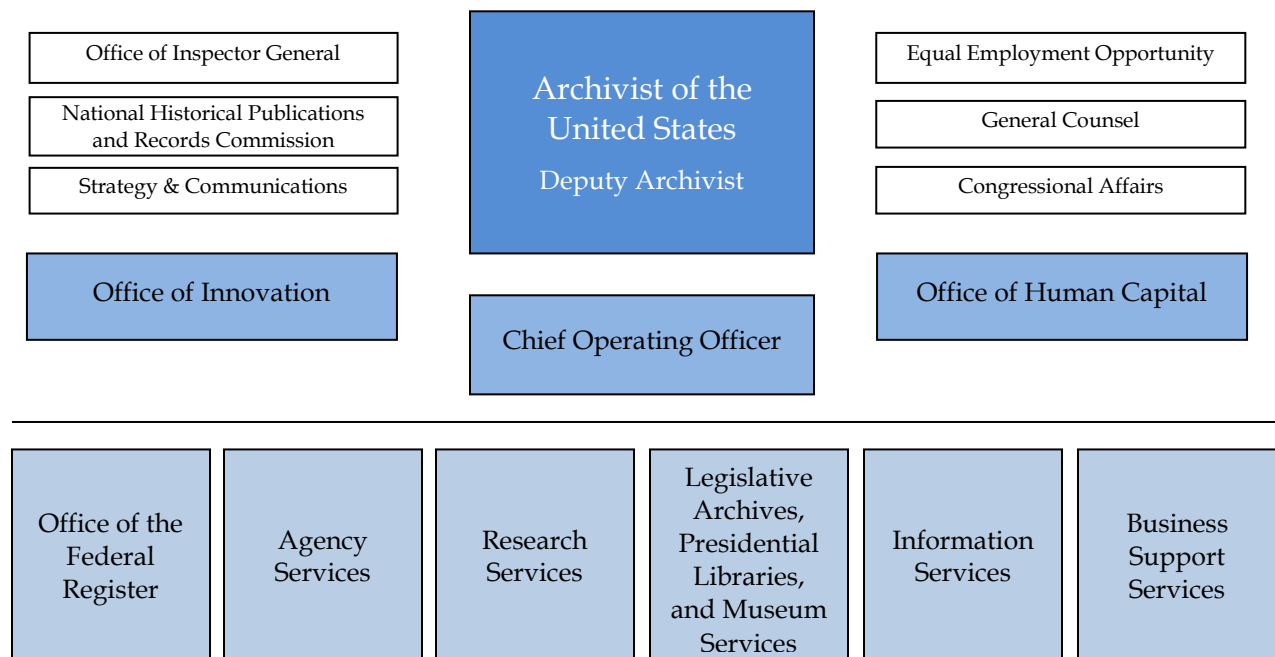 Office of Inspector General
National Historical Publications
and Records Commission
Strategy & Communications
Office of Innovation
Archivist of the
United States
Deputy Archivist
Chief Operating Officer
Equal Employment Opportunity
General Counsel
Congressional Affairs
Office of Human Capital
Office of the
Federal
Register
Agency
Services
Research
Services
Legislative
Archives,
Presidential
Libraries,
and Museum
Services
Information
Services
Business
Support
Services